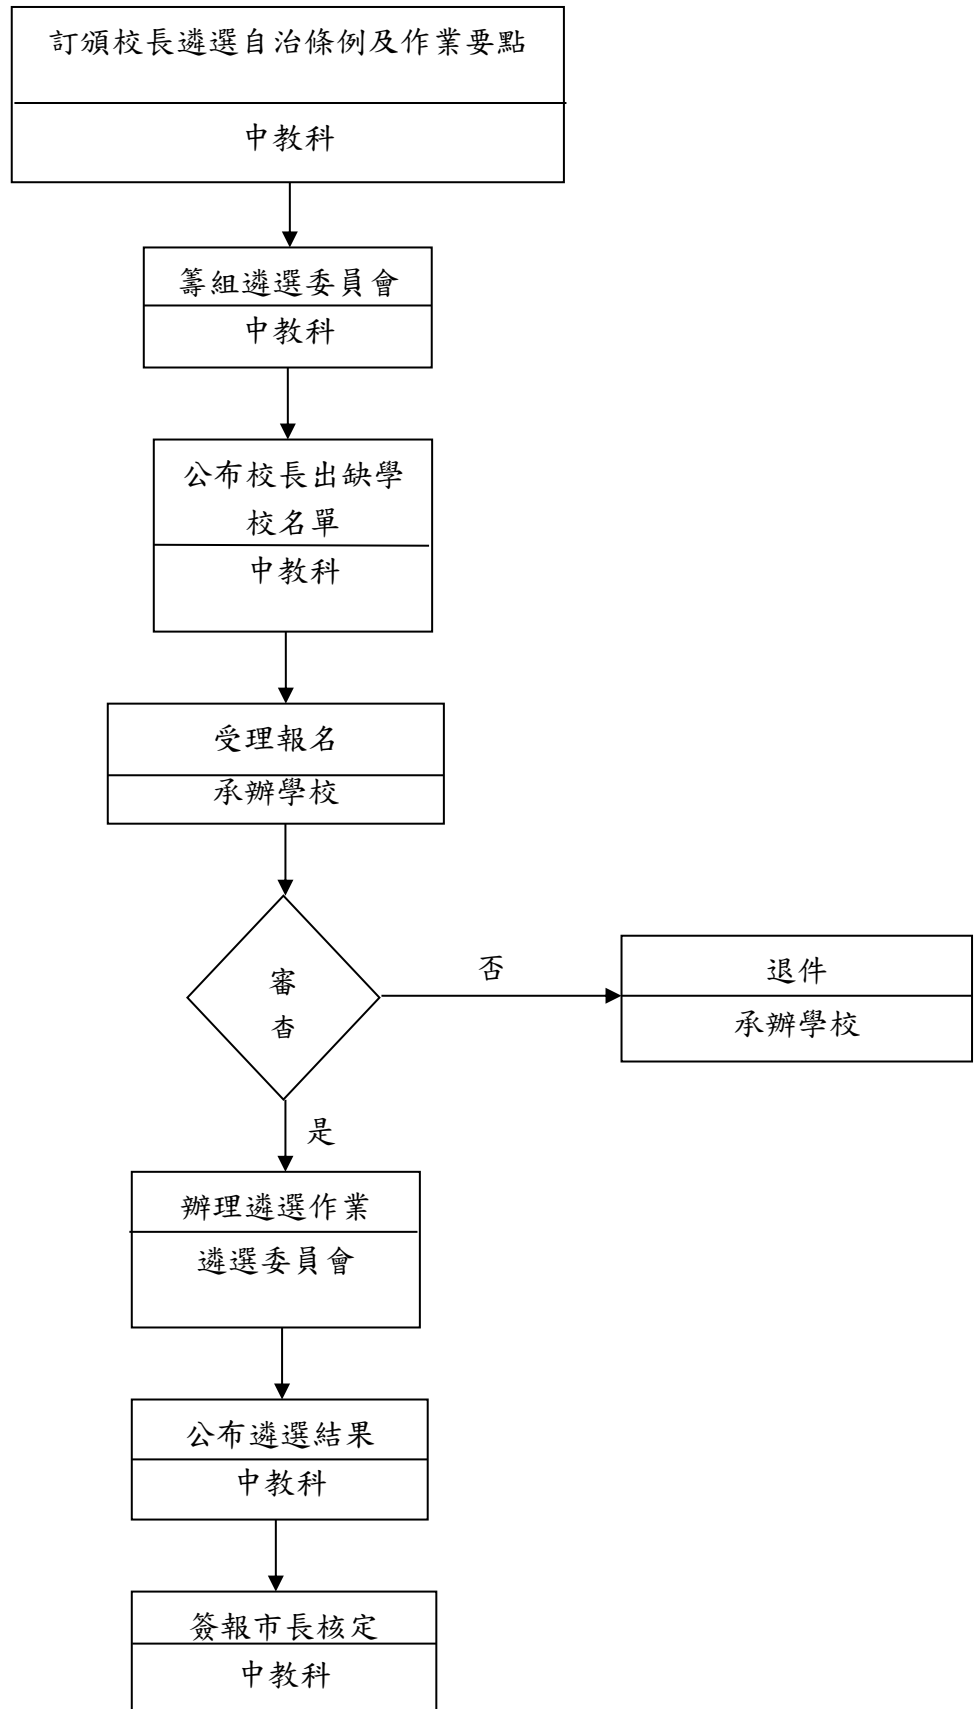 訂頒校長遴選自治條例及作業要點
中教科
籌組遴選委員會
中教科
公布校長出缺學
校名單
中教科
受理報名
承辦學校
審
查
否
退件
承辦學校
是
辦理遴選作業
遴選委員會
公布遴選結果
中教科
簽報市長核定
中教科